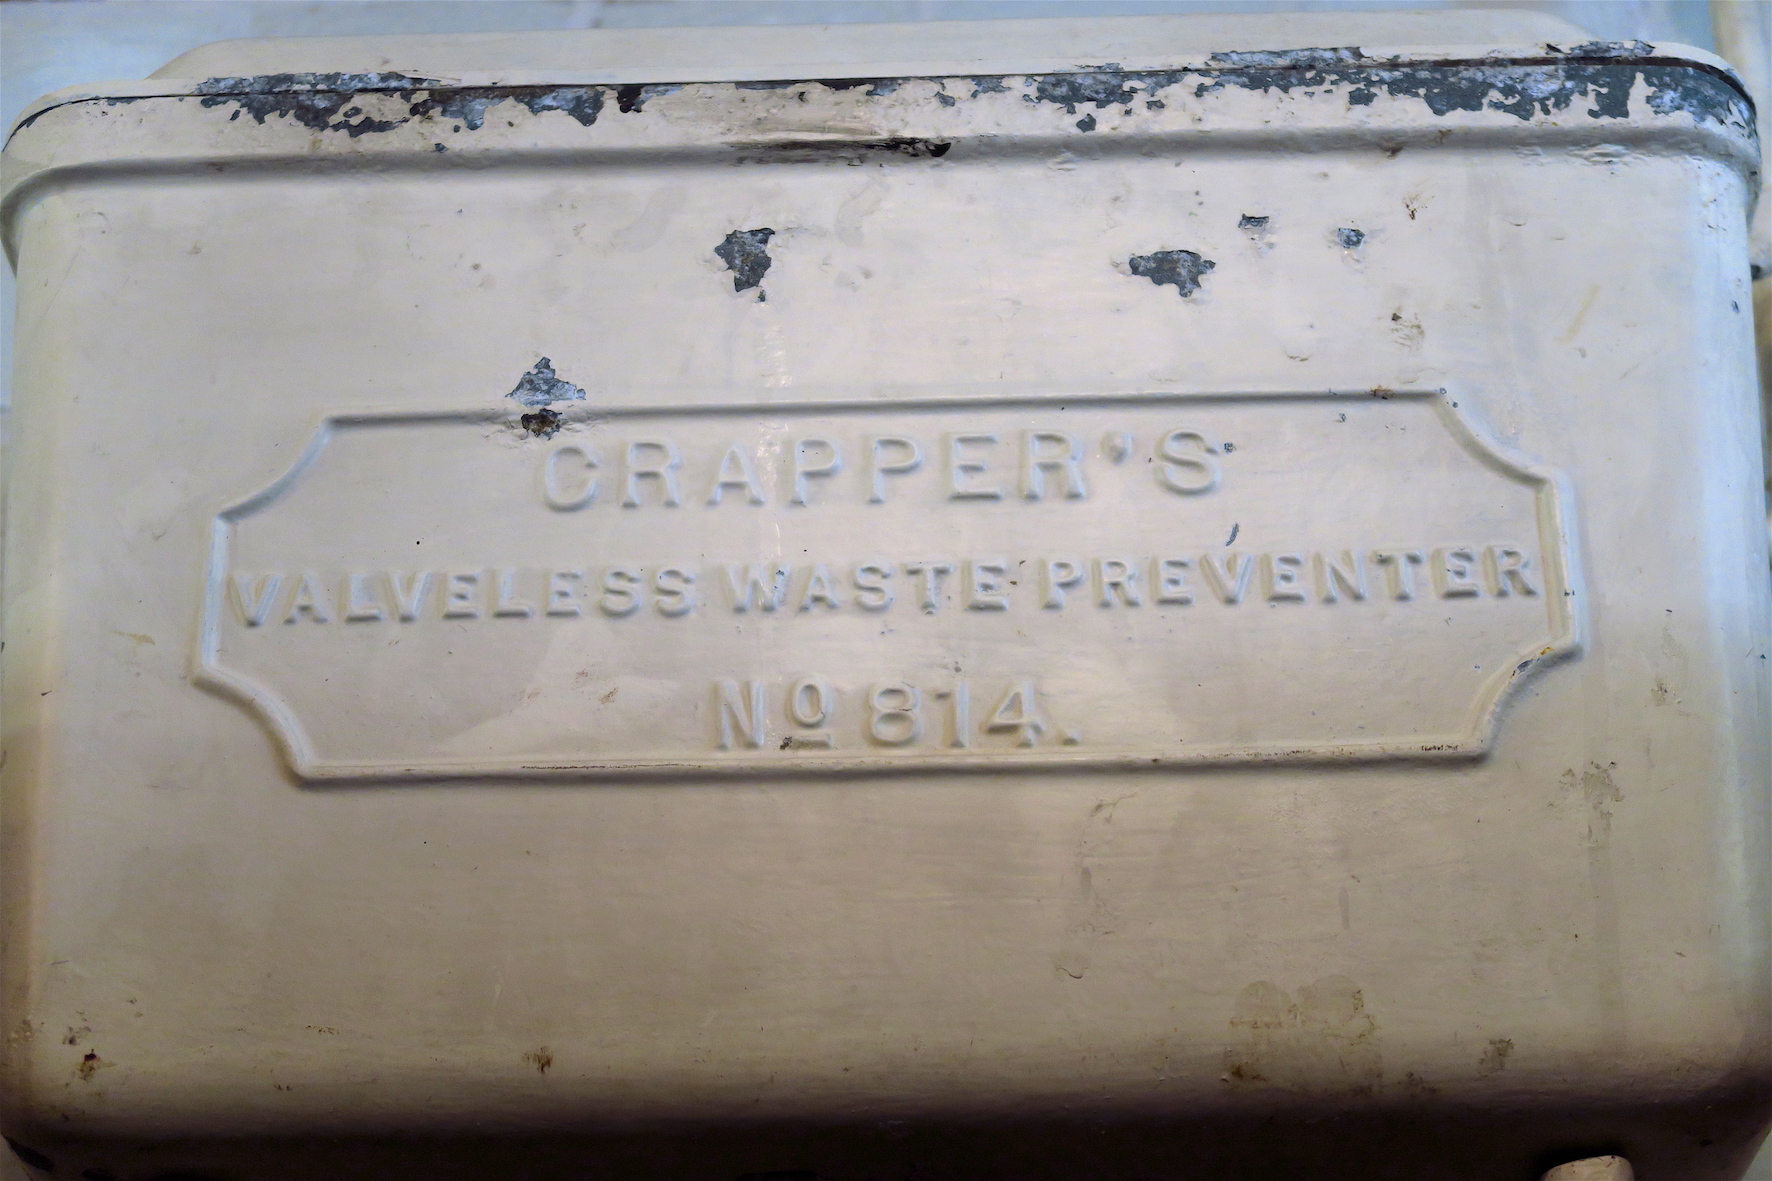 CRAPPER'S
VALVELESS WASTE PREVENTER
Nº 814.